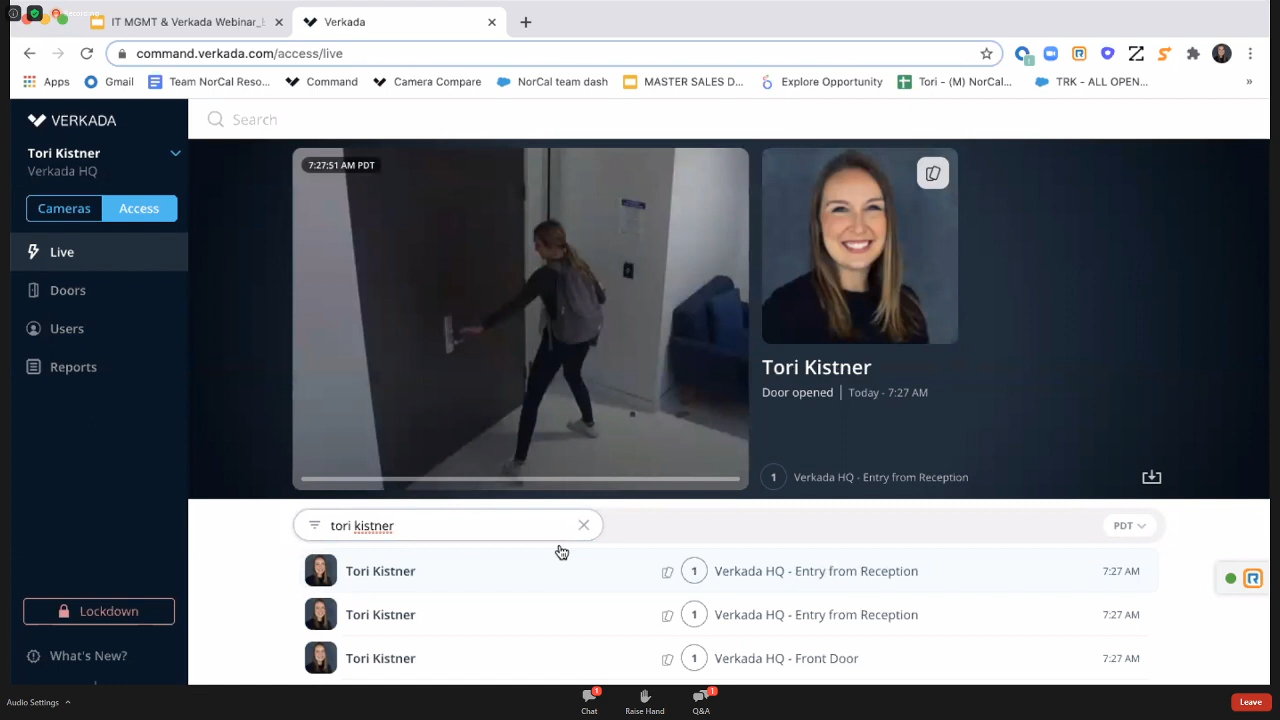 Recording
IT MGMT & Verkada Webinar_
Verkada
command.verkada.com/access/live
Apps
Gmail
Team NorCal Reso...
Command
Camera Compare
NorCal team dash
MASTER SALES D...
Explore Opportunity
Tori - (M) NorCal...
TRK - ALL OPEN...
»
VERKADA
Search
Tori Kistner
Verkada HQ
Cameras
Access
Live
Doors
Users
Reports
Lockdown
What's New?
7:27:51 AM PDT
Tori Kistner
Door opened | Today - 7:27 AM
1 Verkada HQ - Entry from Reception
tori kistner
PDT
Tori Kistner 1 Verkada HQ - Entry from Reception 7:27 AM
Tori Kistner 1 Verkada HQ - Entry from Reception 7:27 AM
Tori Kistner 1 Verkada HQ - Front Door 7:27 AM
Audio Settings
1
Chat
Raise Hand
1
Q&A
Leave